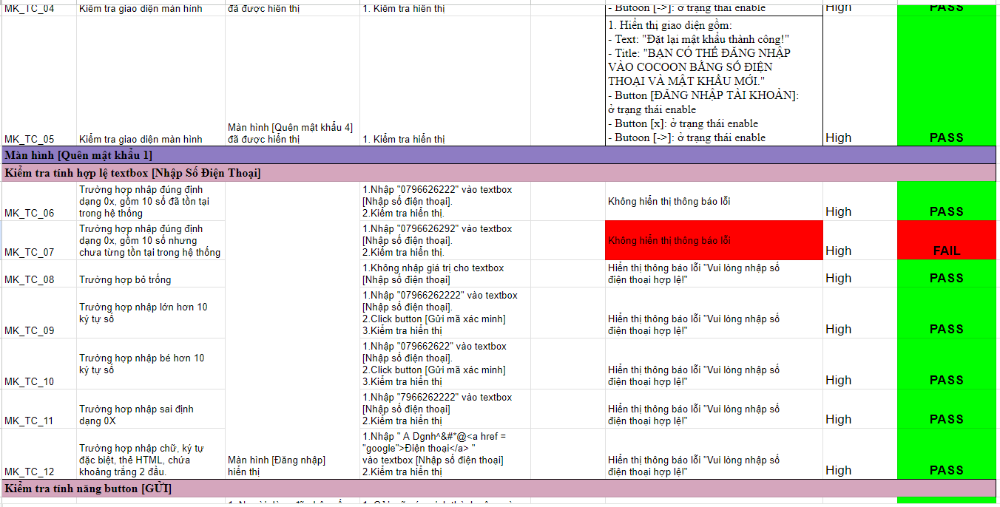 MK_TC_04
Kiểm tra giao diện màn hình
đã được hiển thị
1. Kiểm tra hiển thị
- Butoon [->]: ở trạng thái enable
High
PASS
MK_TC_05
Kiểm tra giao diện màn hình
Màn hình [Quên mật khẩu 4]
đã được hiển thị
1. Kiểm tra hiển thị
1. Hiển thị giao diện gồm:
- Text: "Đặt lại mật khẩu thành công!"
- Title: "BẠN CÓ THỂ ĐĂNG NHẬP
VÀO COCOON BẰNG SỐ ĐIỆN
THOẠI VÀ MẬT KHẨU MỚI."
- Button [ĐĂNG NHẬP TÀI KHOẢN]:
ở trạng thái enable
- Button [x]: ở trạng thái enable
- Butoon [->]: ở trạng thái enable
High
PASS
Màn hình [Quên mật khẩu 1]
Kiểm tra tính hợp lệ textbox [Nhập Số Điện Thoại]
MK_TC_06
Trường hợp nhập đúng định
dạng 0x, gồm 10 số đã tồn tại
trong hệ thống
1.Nhập "0796626222" vào textbox
[Nhập số điện thoại].
2.Kiểm tra hiển thị.
Không hiển thị thông báo lỗi
High
PASS
MK_TC_07
Trường hợp nhập đúng định
dạng 0x, gồm 10 số nhưng
chưa từng tồn tại trong hệ thống
1.Nhập "0796626292" vào textbox
[Nhập số điện thoại].
2.Kiểm tra hiển thị.
Không hiển thị thông báo lỗi
High
FAIL
MK_TC_08
Trường hợp bỏ trống
1.Không nhập giá trị cho textbox
[Nhập số điện thoại]
Hiển thị thông báo lỗi "Vui lòng nhập số
điện thoại hợp lệ!"
High
PASS
MK_TC_09
Trường hợp nhập lớn hơn 10
ký tự số
1.Nhập "07966262222" vào textbox
[Nhập số điện thoại].
2.Click button [Gửi mã xác minh]
3.Kiểm tra hiển thị
Hiển thị thông báo lỗi "Vui lòng nhập số
điện thoại hợp lệ!"
High
PASS
MK_TC_10
Trường hợp nhập bé hơn 10
ký tự số
1.Nhập "079662622" vào textbox
[Nhập số điện thoại].
2.Click button [Gửi mã xác minh]
3.Kiểm tra hiển thị
Hiển thị thông báo lỗi "Vui lòng nhập số
điện thoại hợp lệ!"
High
PASS
MK_TC_11
Trường hợp nhập sai định
dạng 0X
1.Nhập "7966262222" vào textbox
[Nhập số điện thoại]
2.Kiểm tra hiển thị
Hiển thị thông báo lỗi "Vui lòng nhập số
điện thoại hợp lệ!"
High
PASS
MK_TC_12
Trường hợp nhập chữ, ký tự
đặc biệt, thẻ HTML, chứa
khoảng trắng 2 đầu.
Màn hình [Đăng nhập]
hiển thị
1.Nhập " A Dgnh^&#*@<a href =
"google">Điện thoại</a> "
vào textbox [Nhập số điện thoại]
2.Kiểm tra hiển thị
Hiển thị thông báo lỗi "Vui lòng nhập số
điện thoại hợp lệ!"
High
PASS
Kiểm tra tính năng button [GỬI]